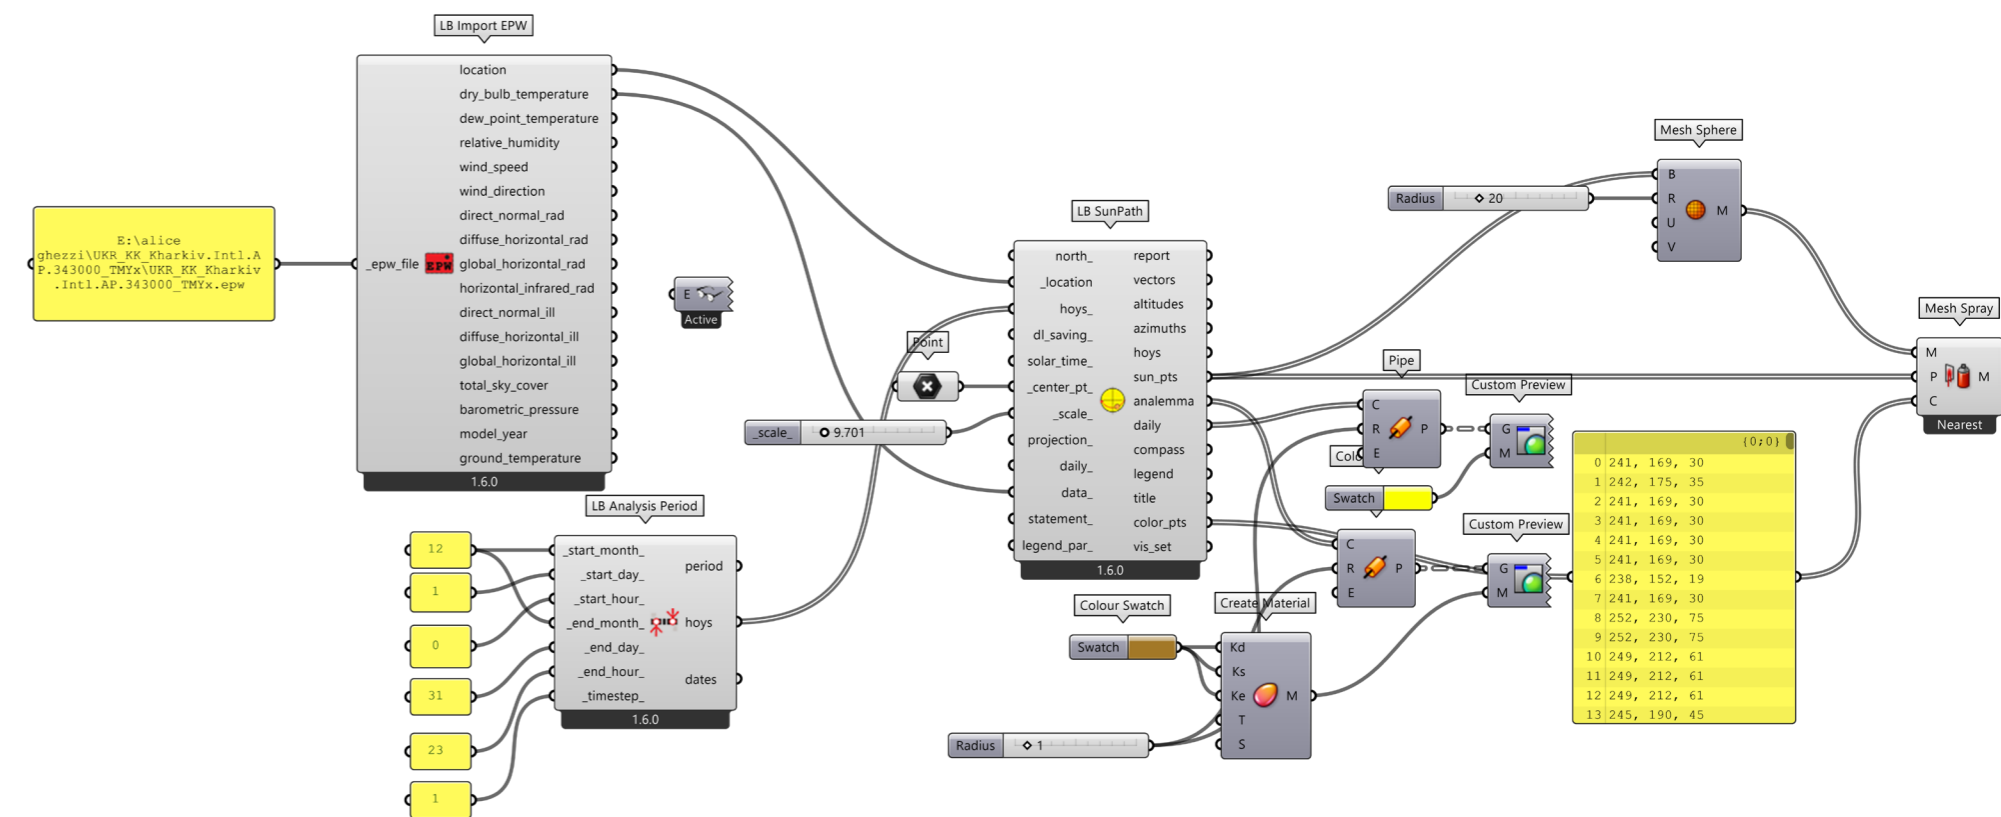 LB Import EPW
location
dry_bulb_temperature
dew_point_temperature
relative_humidity
wind_speed
wind_direction
direct_normal_rad
diffuse_horizontal_rad
_epw_file
EPW
global_horizontal_rad
horizontal_infrared_rad
direct_normal_ill
diffuse_horizontal_ill
global_horizontal_ill
total_sky_cover
barometric_pressure
model_year
ground_temperature
1.6.0
E:\alice
ghezzi\UKR_KK_Kharkiv.Intl.A
P.343000_TMYx\UKR_KK_Kharkiv
.Intl.AP.343000_TMYx.epw
E
Active
LB Analysis Period
12
1
0
31
23
1
_start_month_
_start_day_
_start_hour_
_end_month_
_end_day_
_end_hour_
_timestep_
period
hoys
dates
1.6.0
Point
_scale_
9.701
LB SunPath
north_
_location
hoys_
dl_saving_
solar_time_
_center_pt_
_scale_
projection_
daily_
data_
statement_
legend_par_
report
vectors
altitudes
azimuths
hoys
sun_pts
analemma
daily
compass
legend
title
color_pts
vis_set
1.6.0
Radius
20
Mesh Sphere
B
R
U
V
M
Mesh Spray
M
P
C
M
Nearest
Pipe
C
R
E
P
Custom Preview
G
M
Swatch
C
R
E
P
Custom Preview
G
M
Colour Swatch
Swatch
Create Material
Kd
Ks
Ke
T
S
M
Radius
1
{0;0}
0 241, 169, 30
1 242, 175, 35
2 241, 169, 30
3 241, 169, 30
4 241, 169, 30
5 241, 169, 30
6 238, 152, 19
7 241, 169, 30
8 252, 230, 75
9 252, 230, 75
10 249, 212, 61
11 249, 212, 61
12 249, 212, 61
13 245, 190, 45